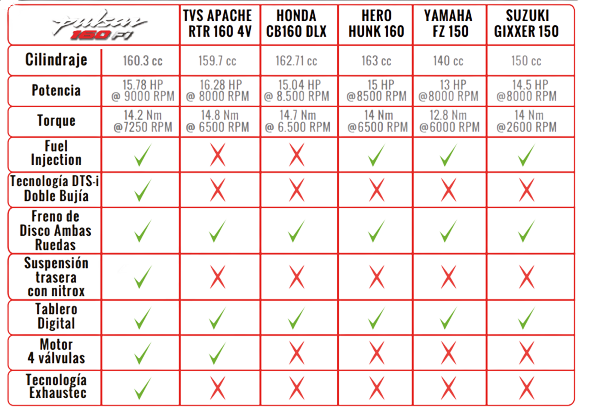 pulsar 160 FI
TVS APACHE RTR 160 4V
HONDA CB160 DLX
HERO HUNK 160
YAMAHA FZ 150
SUZUKI GIXXER 150
Cilindraje 160.3 cc 159.7 cc 162.71 cc 163 cc 140 cc 150 cc
Potencia 15.78 HP @ 9000 RPM 16.28 HP @ 8000 RPM 15.04 HP @ 8.500 RPM 15 HP @8500 RPM 13 HP @8000 RPM 14.5 HP @8000 RPM
Torque 14.2 Nm @7250 RPM 14.8 Nm @ 6500 RPM 14.7 Nm @ 6.500 RPM 14 Nm @6500 RPM 12.8 Nm @6000 RPM 14 Nm @2600 RPM
Fuel
Injection
Tecnología DTS-i
Doble Bujía
Freno de
Disco Ambas
Ruedas
Suspensión
trasera
con nitrox
Tablero
Digital
Motor
4 válvulas
Tecnología
Exhaustec